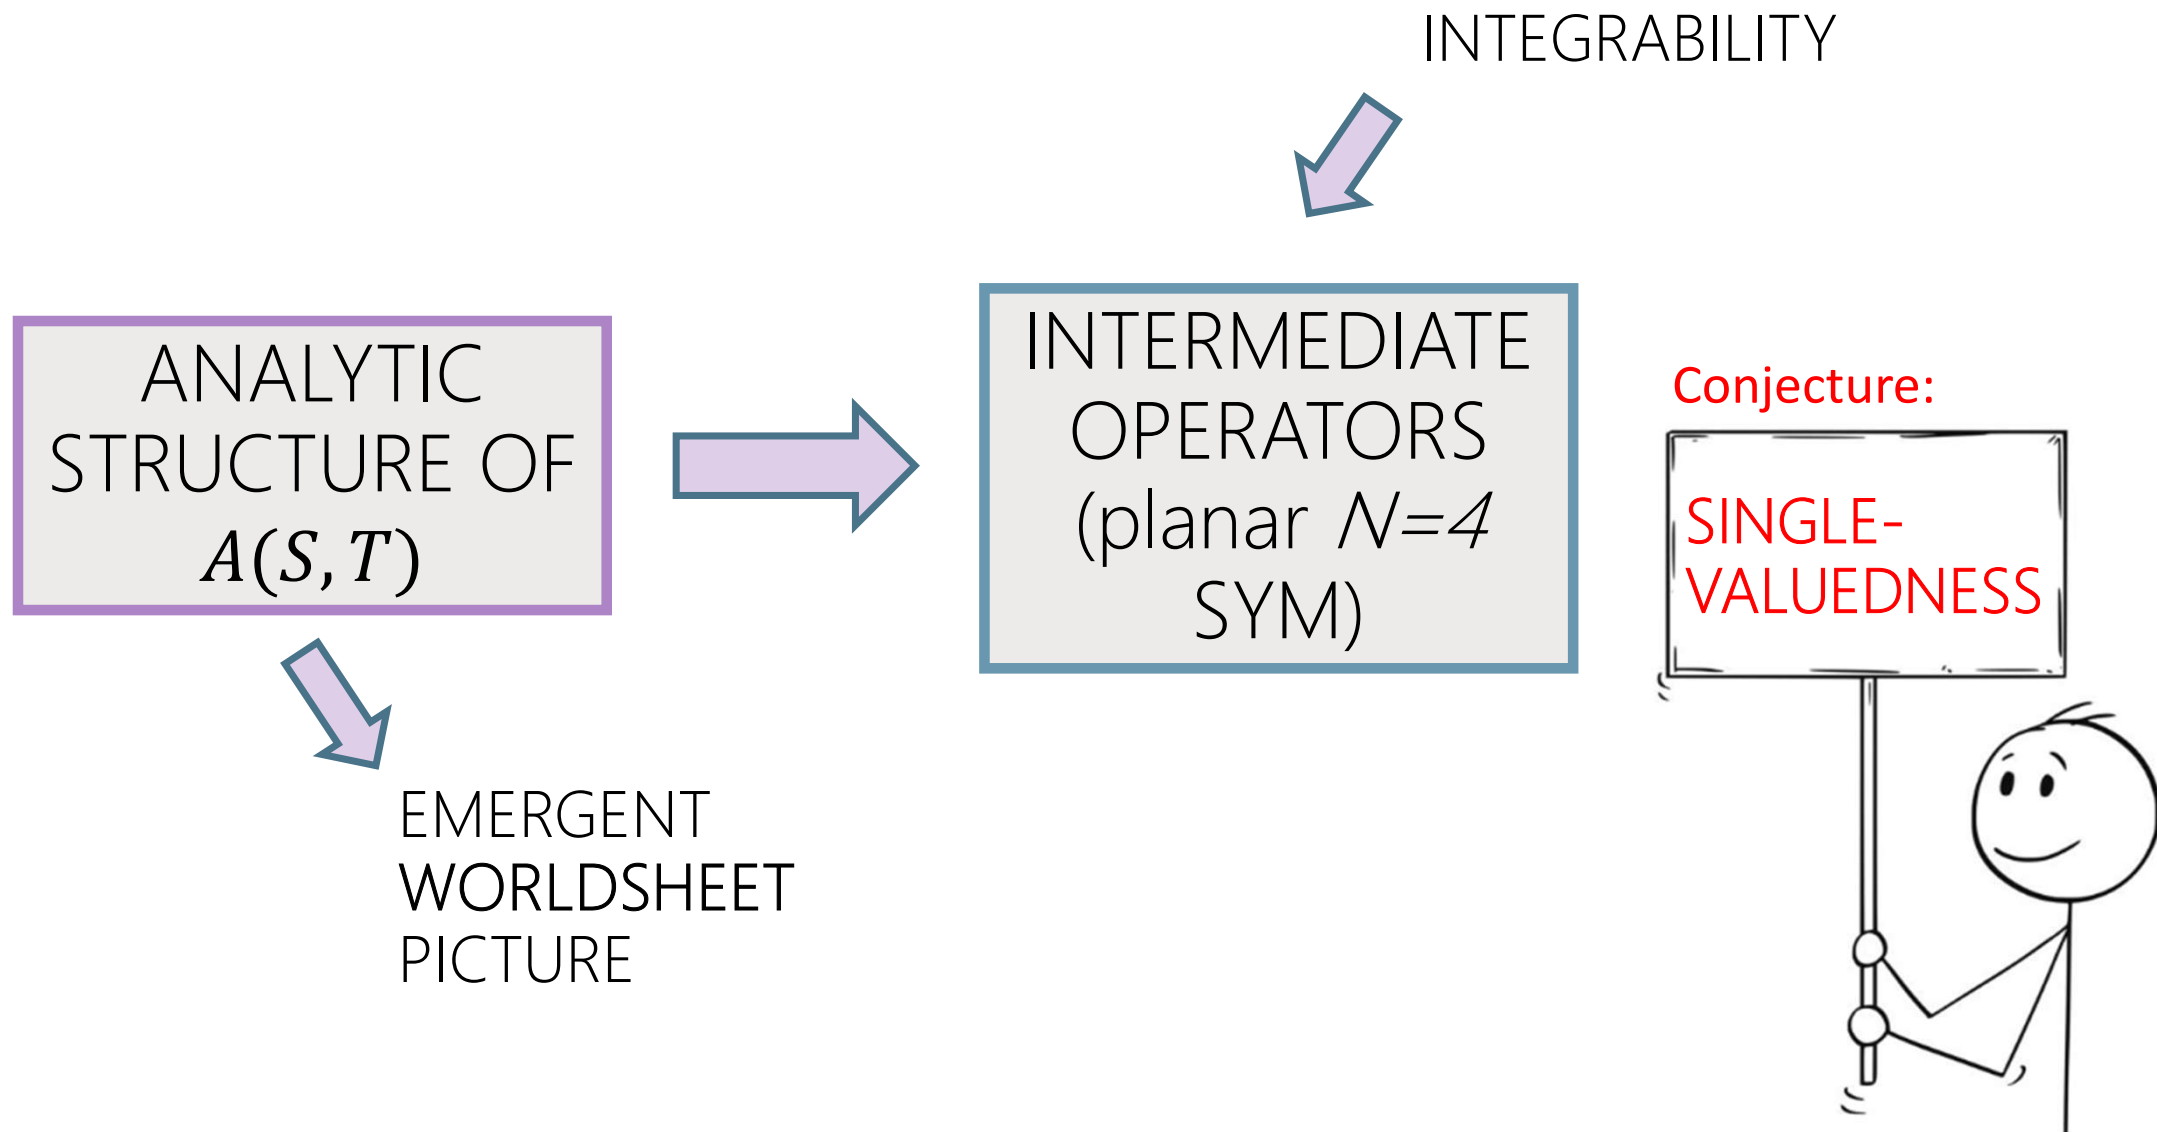 INTEGRABILITY
ANALYTIC
STRUCTURE OF
A(S, T)
INTERMEDIATE
OPERATORS
(planar N=4
SYM)
Conjecture:
SINGLE-
VALUEDNESS
EMERGENT
WORLDSHEET
PICTURE